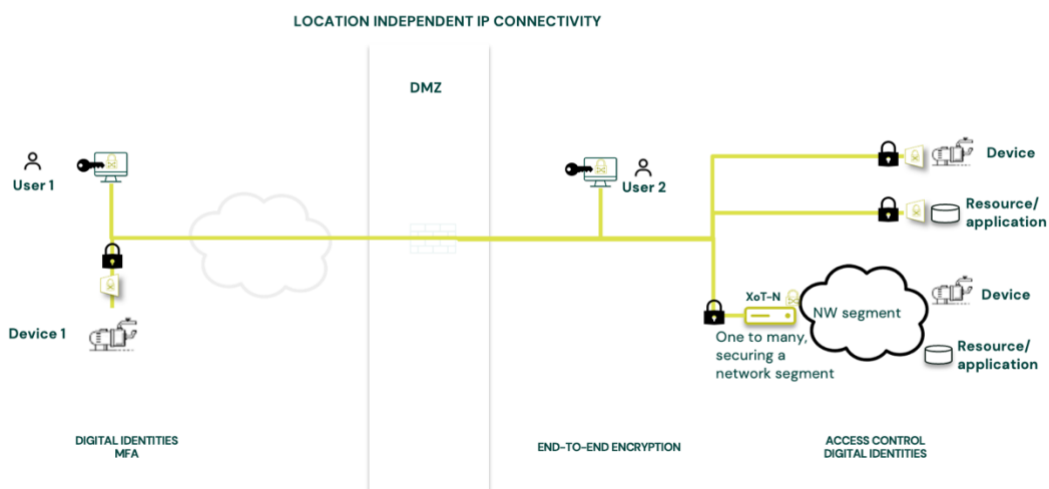 LOCATION INDEPENDENT IP CONNECTIVITY
DMZ
User 1
User 2
Device
Resource/
application
Device 1
XoT-N
NW segment
One to many,
securing a
network segment
Device
Resource/
application
DIGITAL IDENTITIES
MFA
END-TO-END ENCRYPTION
ACCESS CONTROL
DIGITAL IDENTITIES